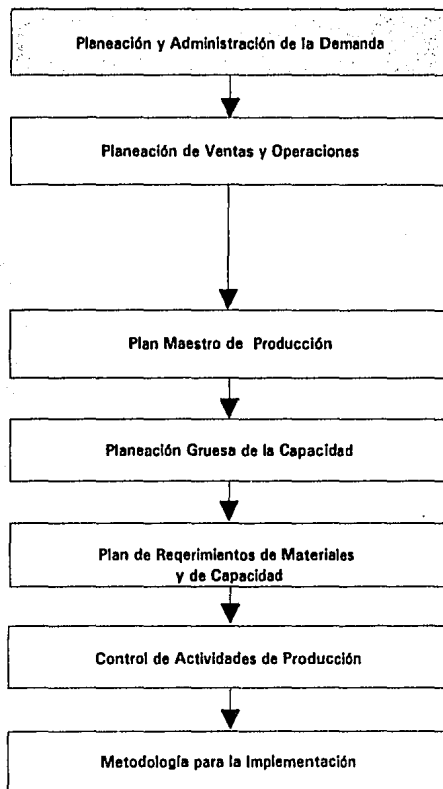 Planeación y Administración de la Demanda
Planeación de Ventas y Operaciones
Plan Maestro de Producción
Planeación Gruesa de la Capacidad
Plan de Reqerimientos de Materiales
y de Capacidad
Control de Actividades de Producción
Metodología para la Implementación